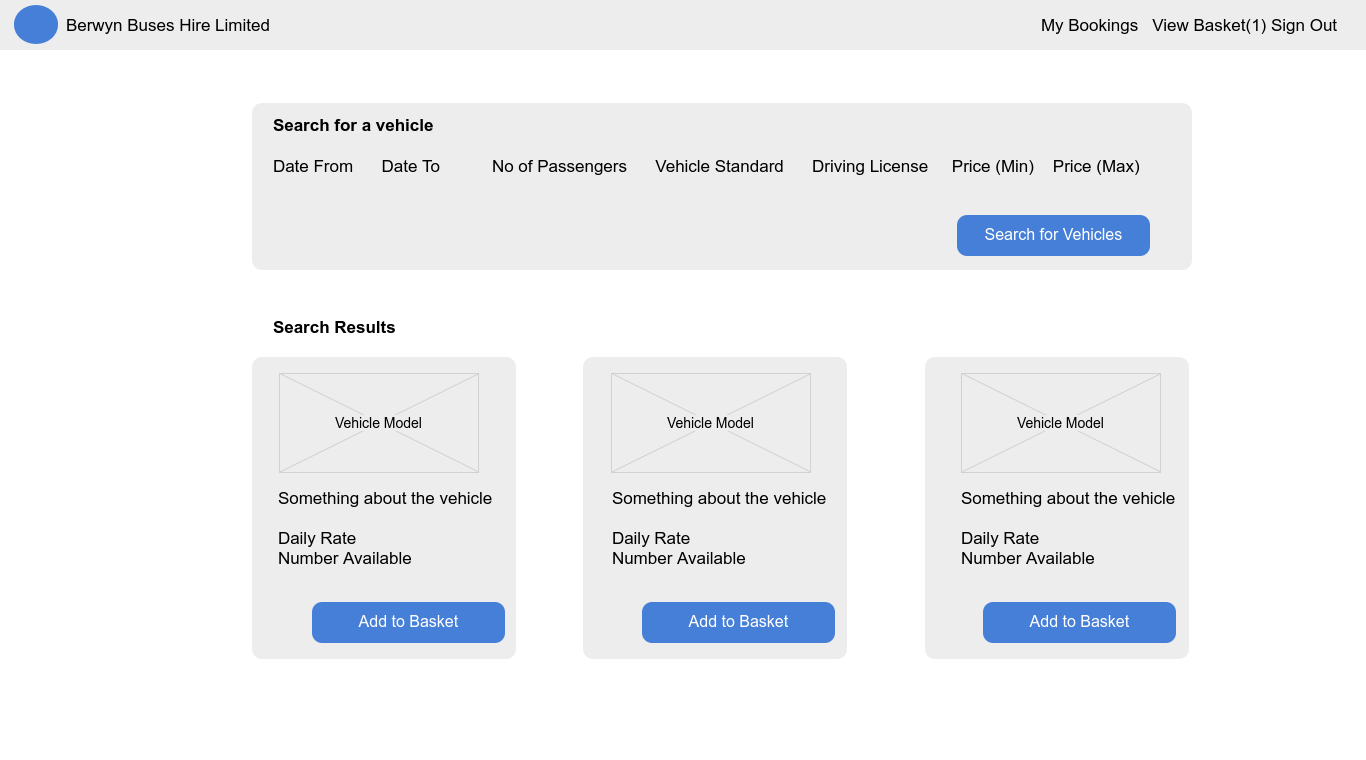 Berwyn Buses Hire Limited
My Bookings View Basket(1) Sign Out
Search for a vehicle
Date From Date To No of Passengers Vehicle Standard Driving License Price (Min) Price (Max)
Search for Vehicles
Search Results
Vehicle Model
Something about the vehicle
Daily Rate
Number Available
Add to Basket
Vehicle Model
Something about the vehicle
Daily Rate
Number Available
Add to Basket
Vehicle Model
Something about the vehicle
Daily Rate
Number Available
Add to Basket